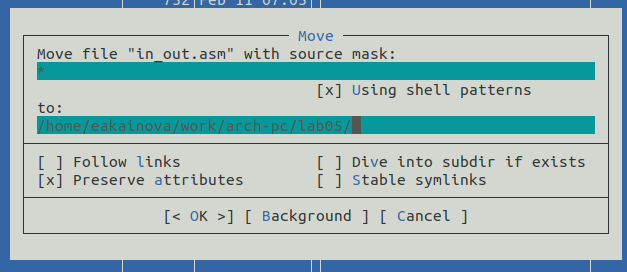 Move
Move file "in_out.asm" with source mask:
*
[x] Using shell patterns
to:
/home/eakainova/work/arch-pc/lab05/
[ ] Follow links [ ] Dive into subdir if exists
[x] Preserve attributes [ ] Stable symlinks
[< OK >] [ Background ] [ Cancel ]